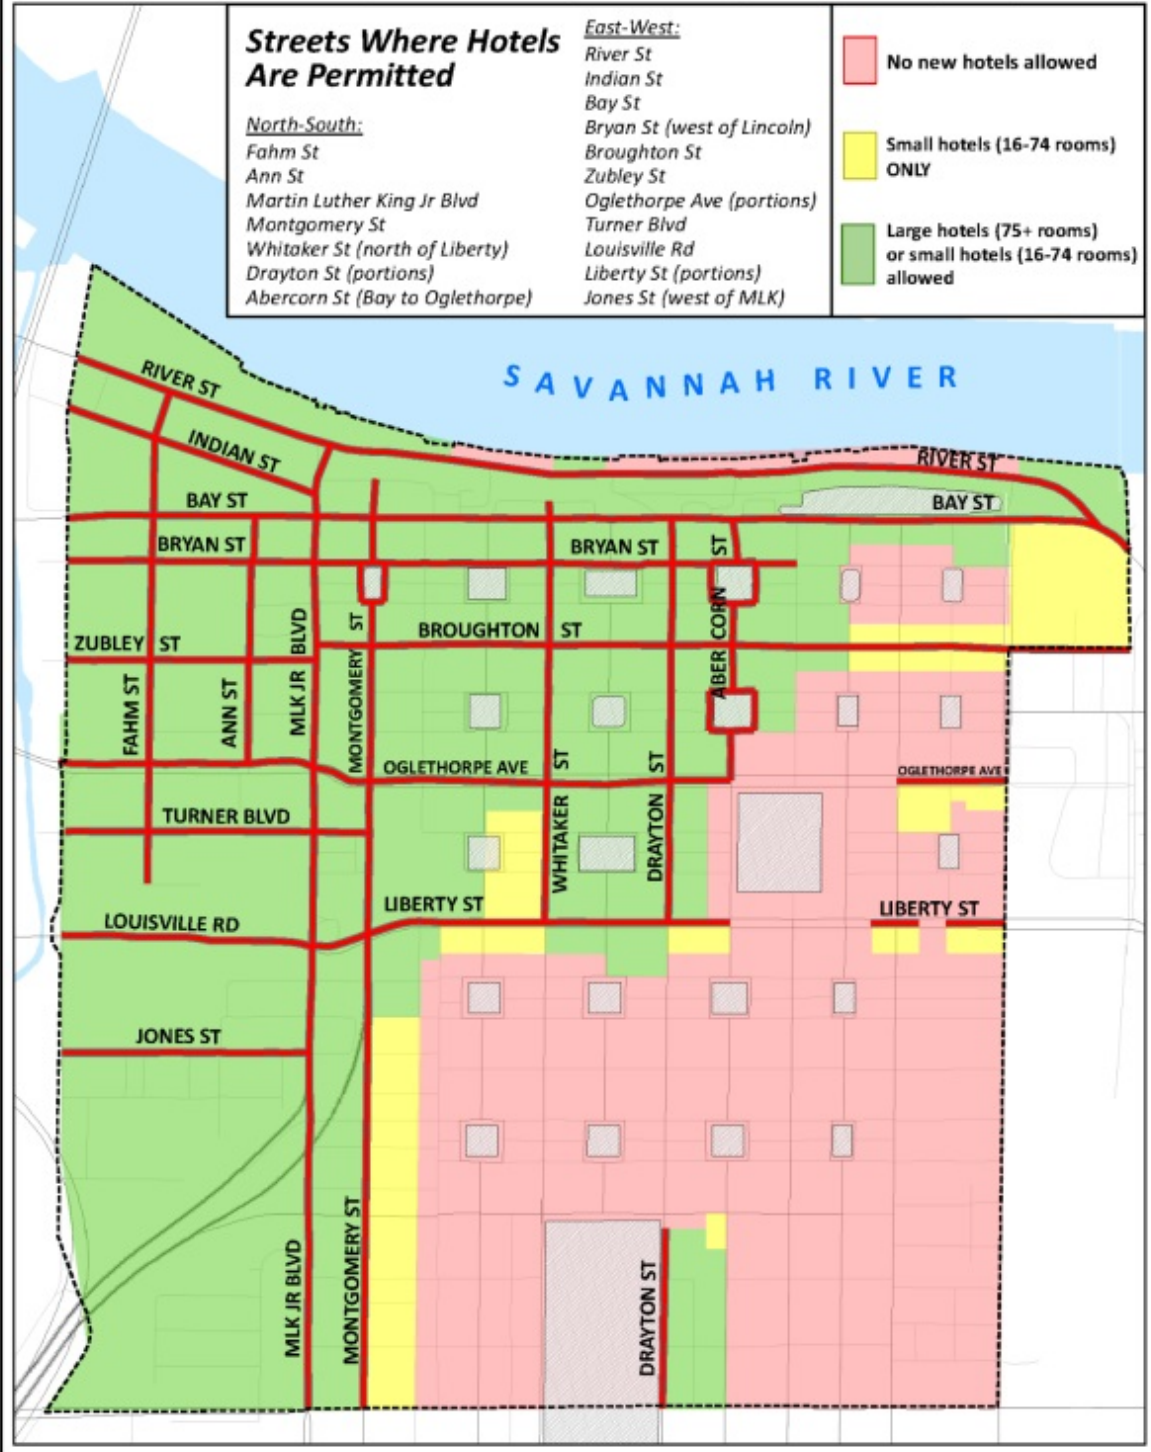 Streets Where Hotels
Are Permitted
North-South:
Fahm St
Ann St
Martin Luther King Jr Blvd
Montgomery St
Whitaker St (north of Liberty)
Drayton St (portions)
Abercorn St (Bay to Oglethorpe)
East-West:
River St
Indian St
Bay St
Bryan St (west of Lincoln)
Broughton St
Zubley St
Oglethorpe Ave (portions)
Turner Blvd
Louisville Rd
Liberty St (portions)
Jones St (west of MLK)
No new hotels allowed
Small hotels (16-74 rooms)
ONLY
Large hotels (75+ rooms)
or small hotels (16-74 rooms)
allowed
SAVANNAH RIVER
RIVER ST
INDIAN ST
RIVER ST
BAY ST
BAY ST
BRYAN ST
BRYAN ST
ZUBLEY ST
BROUGHTON ST
FAHM ST
ANN ST
MLK JR BLVD
MONTGOMERY ST
ABERCORN ST
OGLETHORPE AVE
OGLETHORPE AVE
TURNER BLVD
WHITAKER ST
DRAYTON ST
LIBERTY ST
LIBERTY ST
LOUISVILLE RD
JONES ST
MLK JR BLVD
MONTGOMERY ST
DRAYTON ST